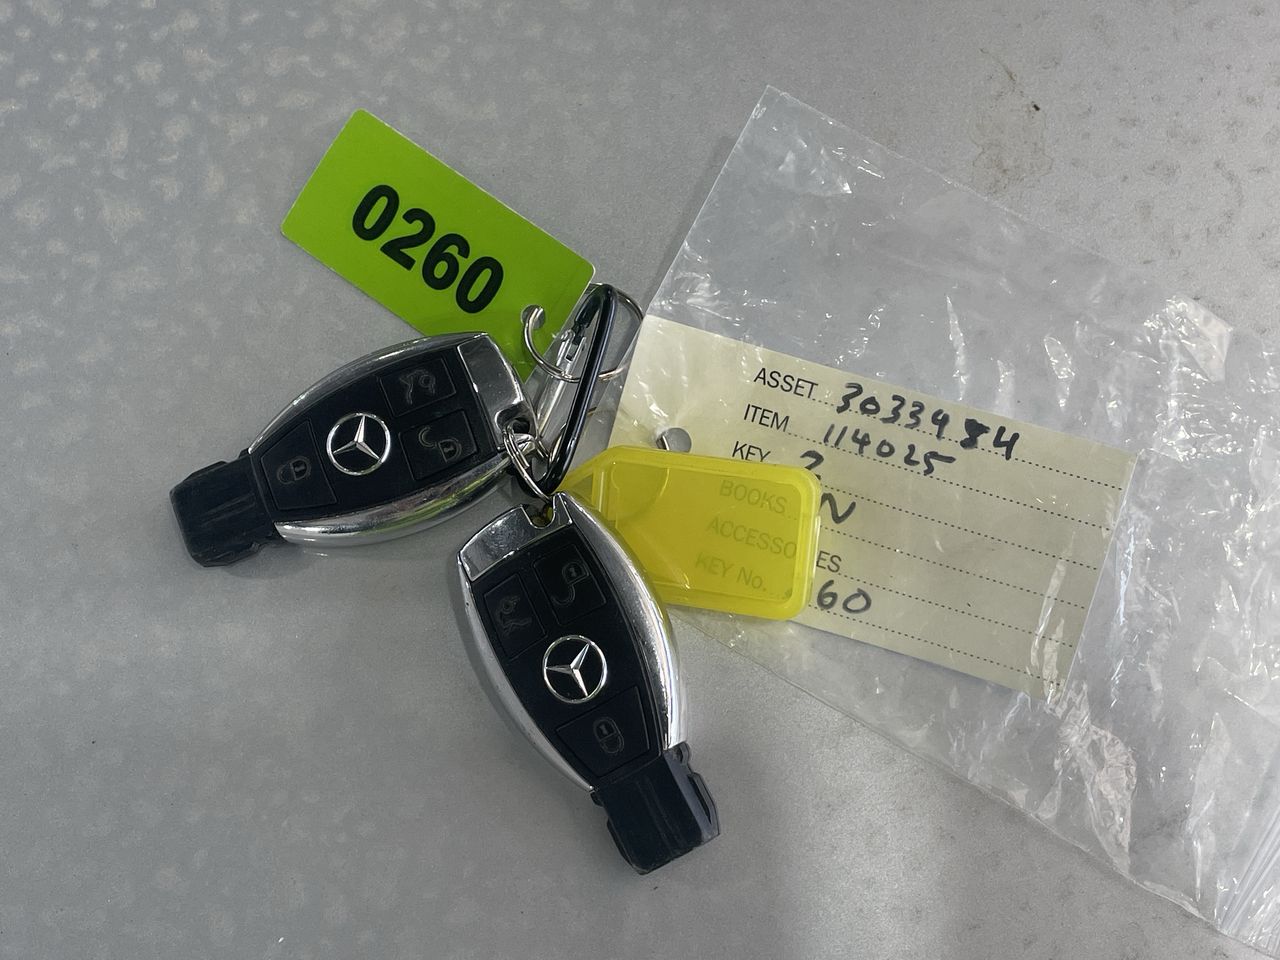 0260
ASSET 3033484
ITEM 114025
KEY 2
BOOKS N
ACCESSO ES
KEY No. 60